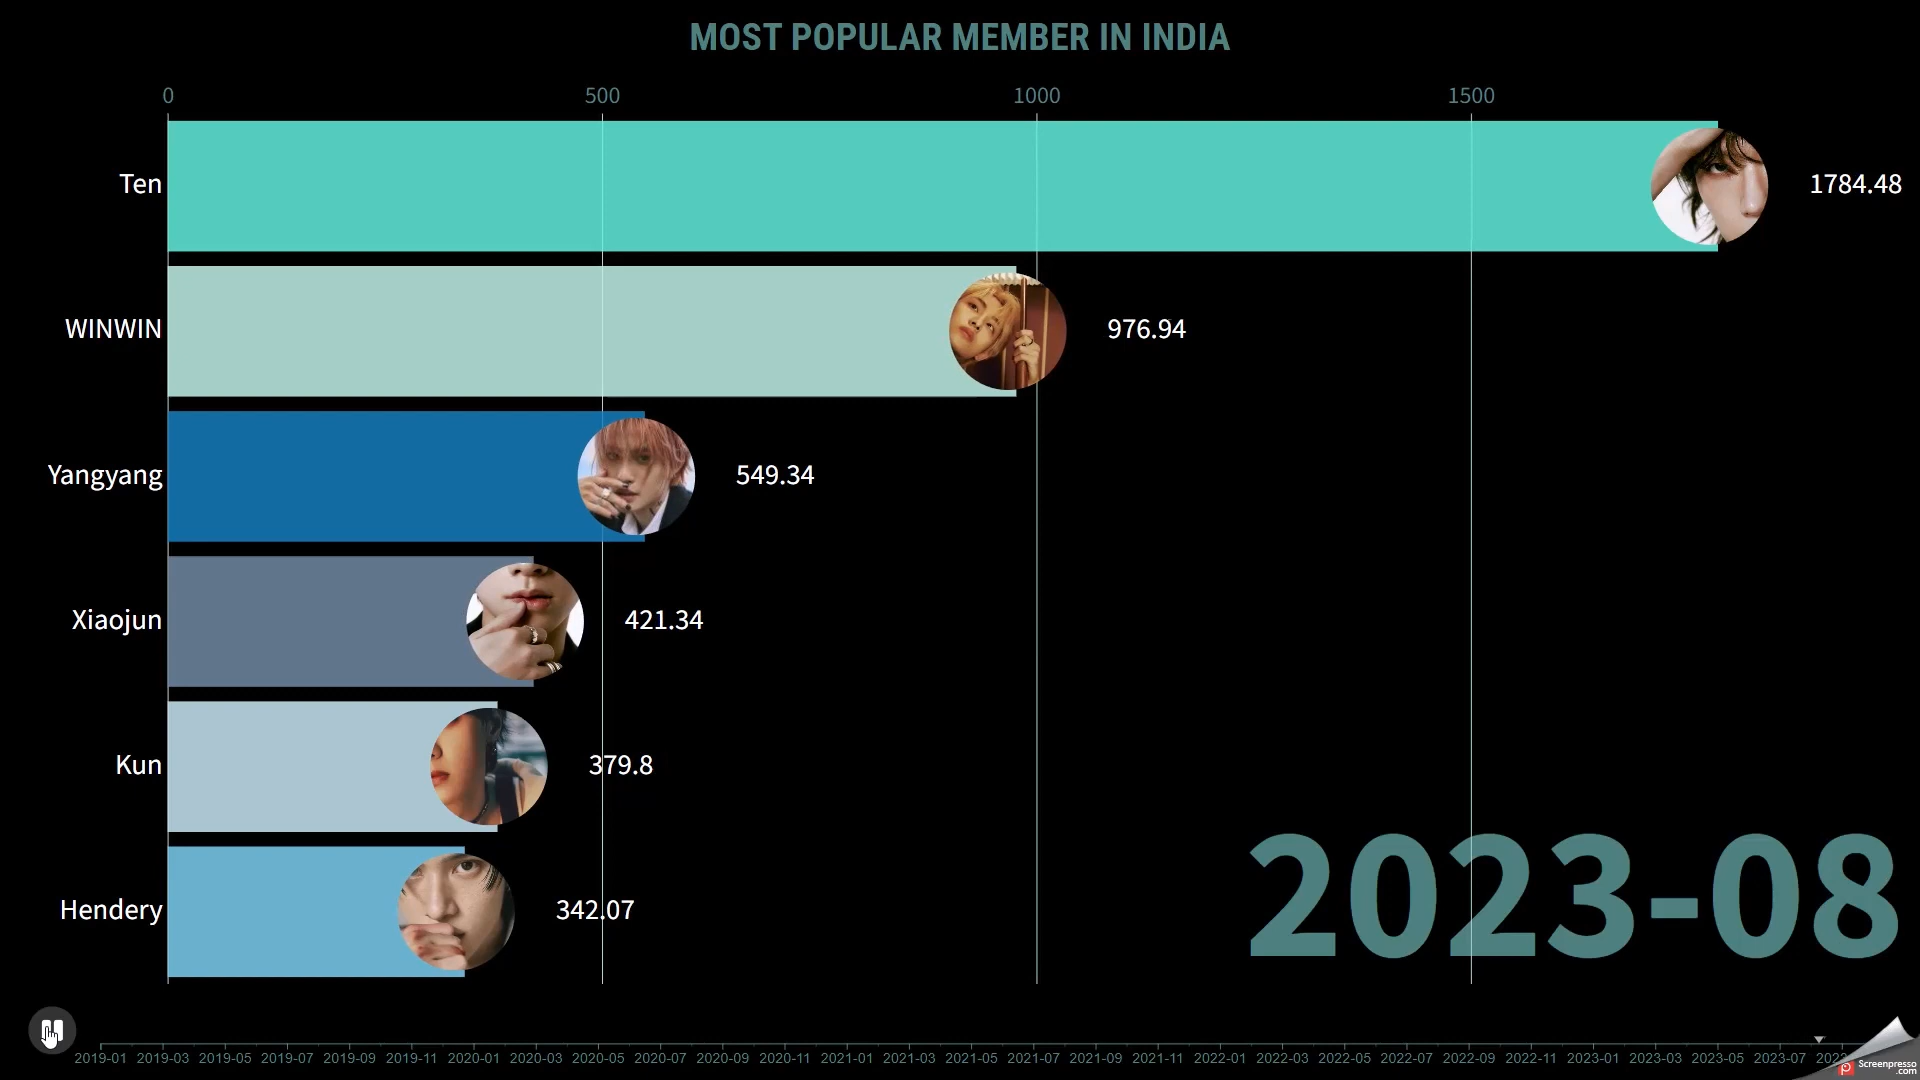 MOST POPULAR MEMBER IN INDIA
0 500 1000 1500
Ten 1784.48
WINWIN 976.94
Yangyang 549.34
Xiaojun 421.34
Kun 379.8
Hendery 342.07
2023-08
2019-01 2019-03 2019-05 2019-07 2019-09 2019-11 2020-01 2020-03 2020-05 2020-07 2020-09 2020-11 2021-01 2021-03 2021-05 2021-07 2021-09 2021-11 2022-01 2022-03 2022-05 2022-07 2022-09 2022-11 2023-01 2023-03 2023-05 2023-07
Screenpresso
.com